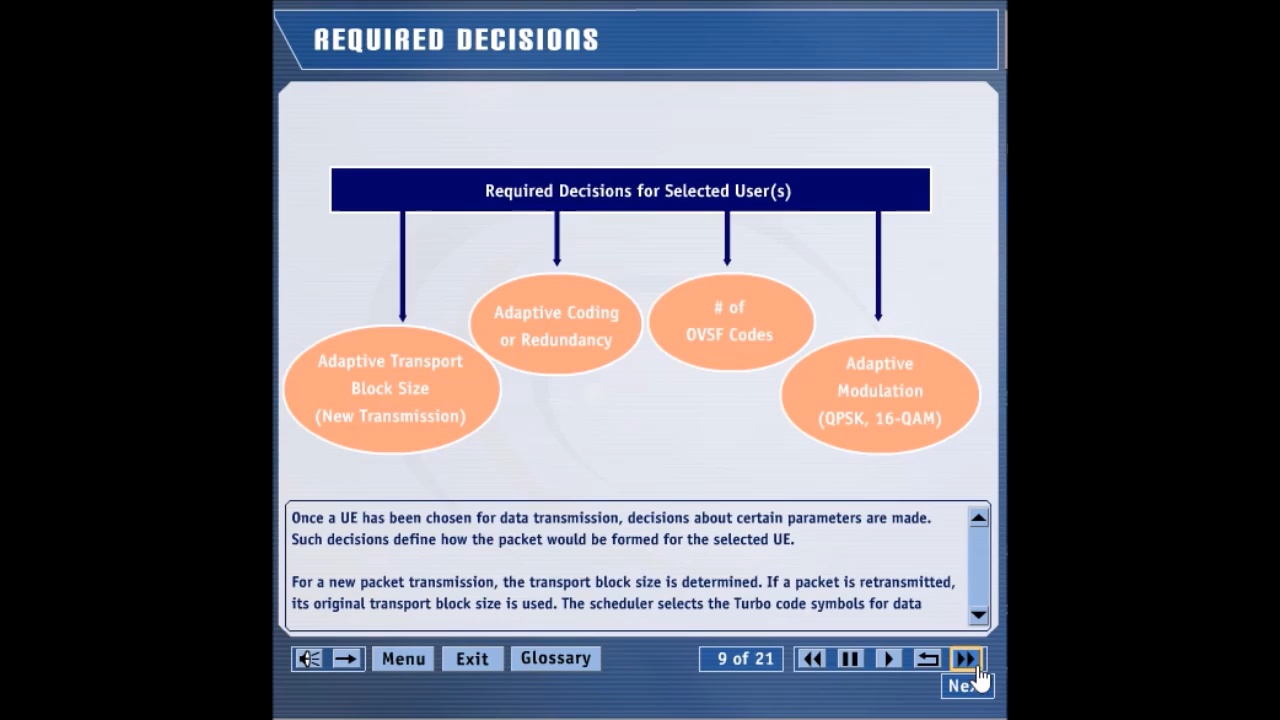 REQUIRED DECISIONS
Required Decisions for Selected User(s)
Adaptive Transport
Block Size
(New Transmission)
Adaptive Coding
or Redundancy
# of
OVSF Codes
Adaptive
Modulation
(QPSK, 16-QAM)
Once a UE has been chosen for data transmission, decisions about certain parameters are made.
Such decisions define how the packet would be formed for the selected UE.
For a new packet transmission, the transport block size is determined. If a packet is retransmitted,
its original transport block size is used. The scheduler selects the Turbo code symbols for data
Menu
Exit
Glossary
9 of 21